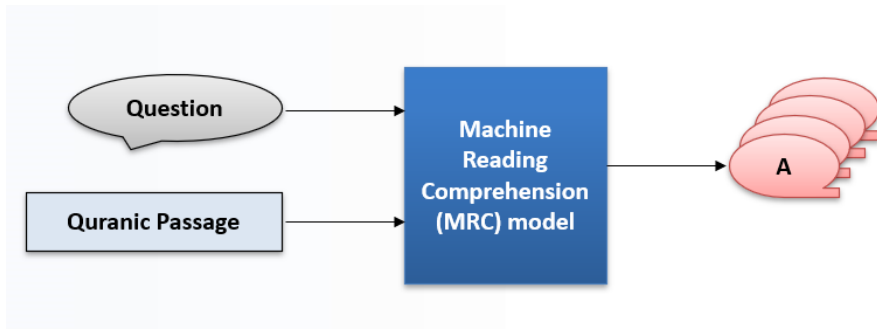 Question
Quranic Passage
Machine
Reading
Comprehension
(MRC) model
A